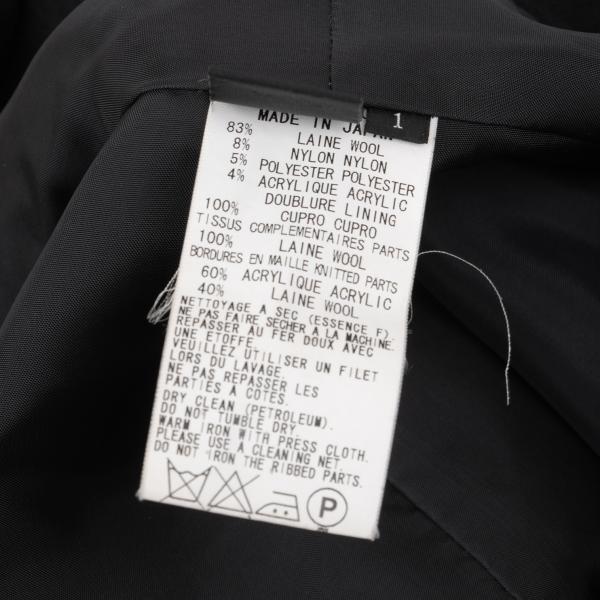 1
MADE IN JAPAN
83% LAINE WOOL
8% NYLON NYLON
5% POLYESTER POLYESTER
4% ACRYLIQUE ACRYLIC
DOUBLURE LINING
100% CUPRO CUPRO
TISSUS COMPLEMENTAIRES PARTS
100% LAINE WOOL
BORDURES EN MAILLE KNITTED PARTS
60% ACRYLIQUE ACRYLIC
40% LAINE WOOL
NETTOYAGE A SEC (ESSENCE F).
NE PAS FAIRE SECHER A LA MACHINE.
REPASSER AU FER DOUX AVEC
UNE ETOFFE.
VEUILLEZ UTILISER UN FILET
LORS DU LAVAGE.
NE PAS REPASSER LES
PARTIES A COTES.
DRY CLEAN (PETROLEUM).
DO NOT TUMBLE DRY.
WARM IRON WITH PRESS CLOTH.
PLEASE USE A CLEANING NET.
DO NOT IRON THE RIBBED PARTS.
P